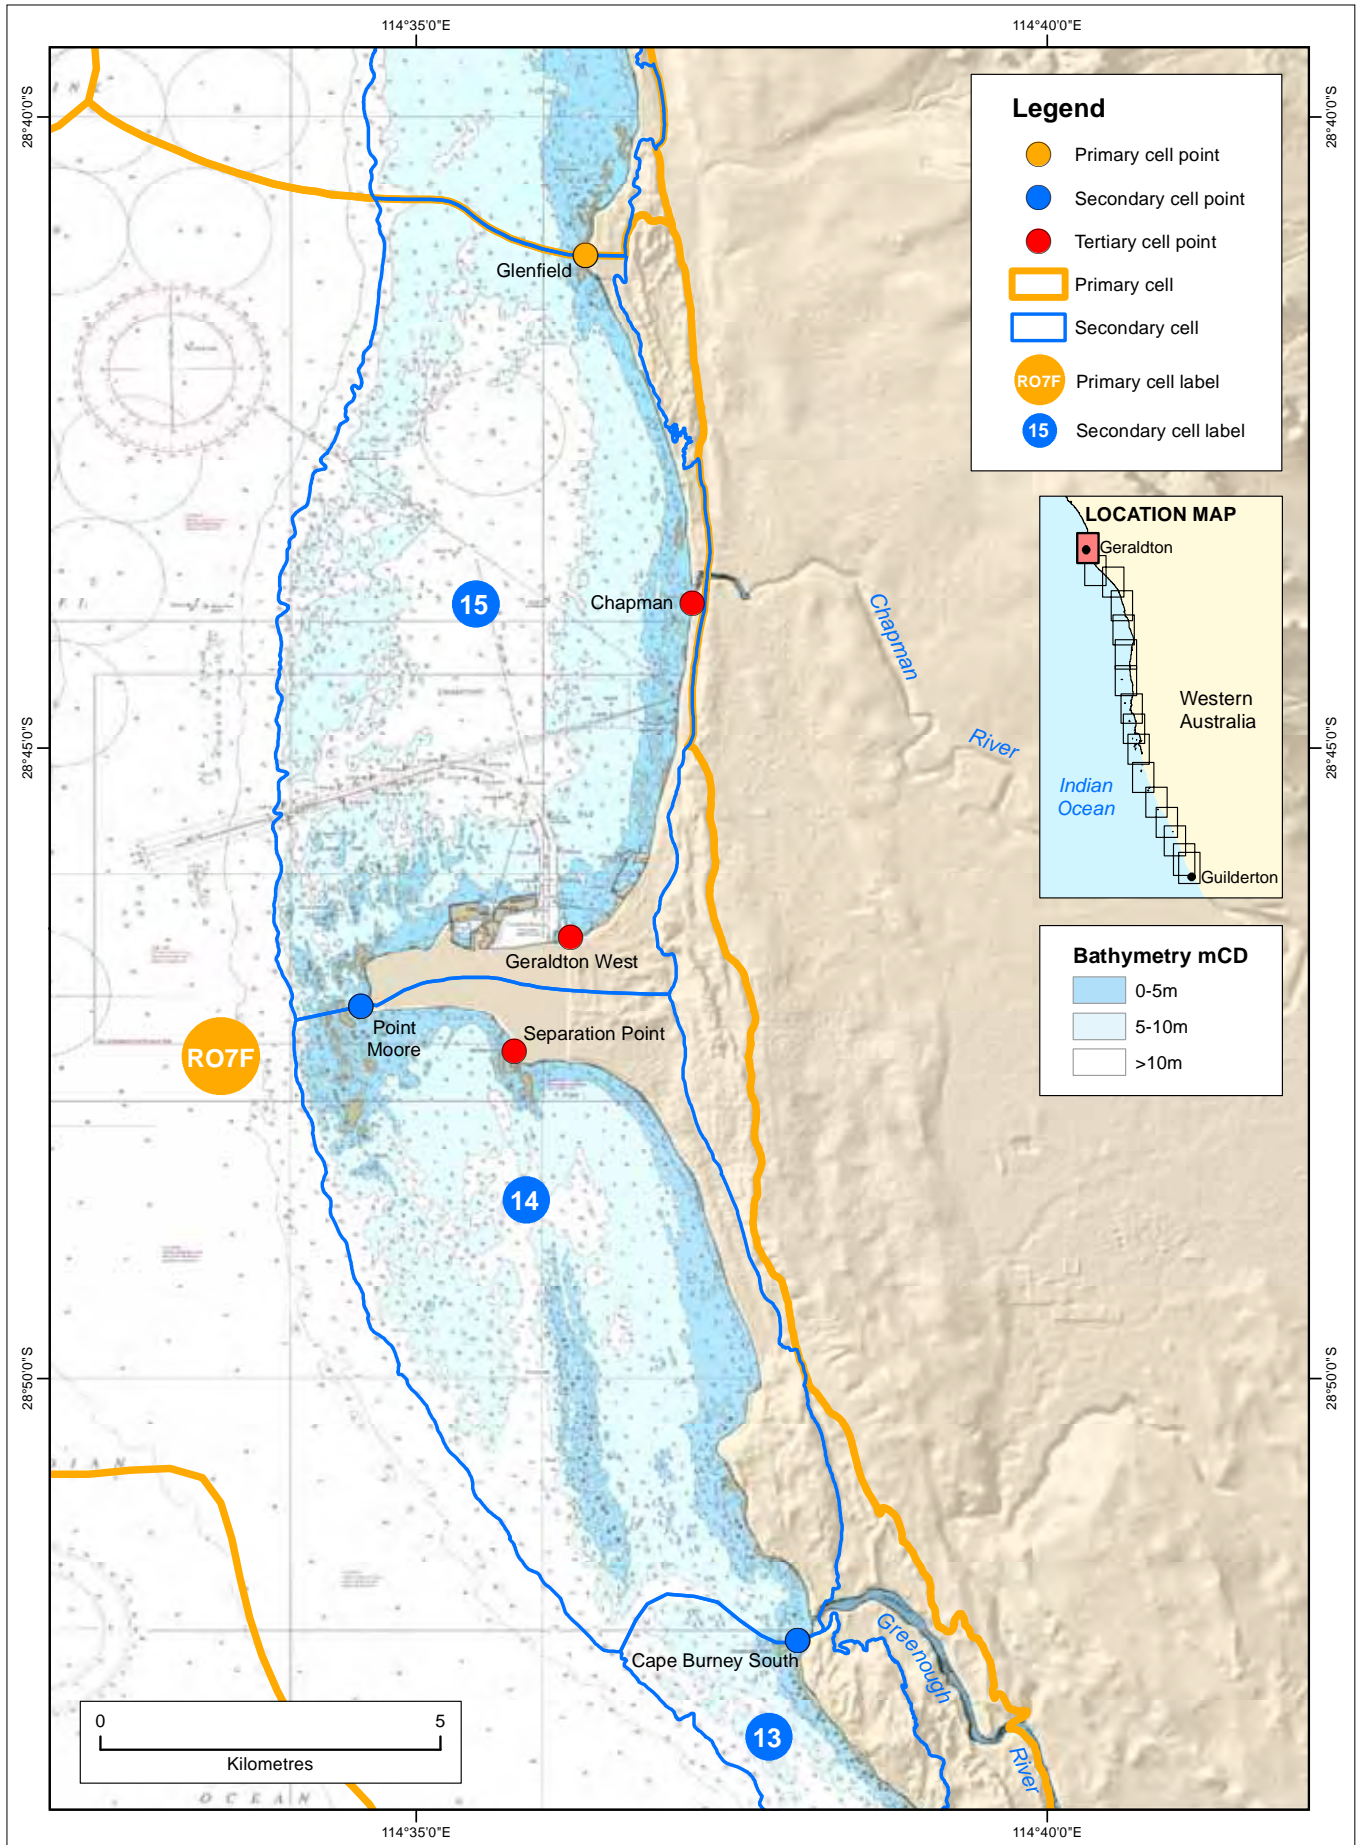 114°35'0"E
114°40'0"E
28°40'0"S
28°40'0"S
Legend
Primary cell point
Secondary cell point
Tertiary cell point
Primary cell
Secondary cell
RO7F
Primary cell label
15
Secondary cell label
Glenfield
LOCATION MAP
Geraldton
Western
Australia
Indian
Ocean
Guilderton
15
Chapman
Chapman
River
28°45'0"S
28°45'0"S
Geraldton West
Bathymetry mCD
0-5m
5-10m
>10m
Point
Moore
Separation Point
RO7F
14
28°50'0"S
28°50'0"S
Cape Burney South
Greenough
River
13
0
5
Kilometres
OCEAN
114°35'0"E
114°40'0"E